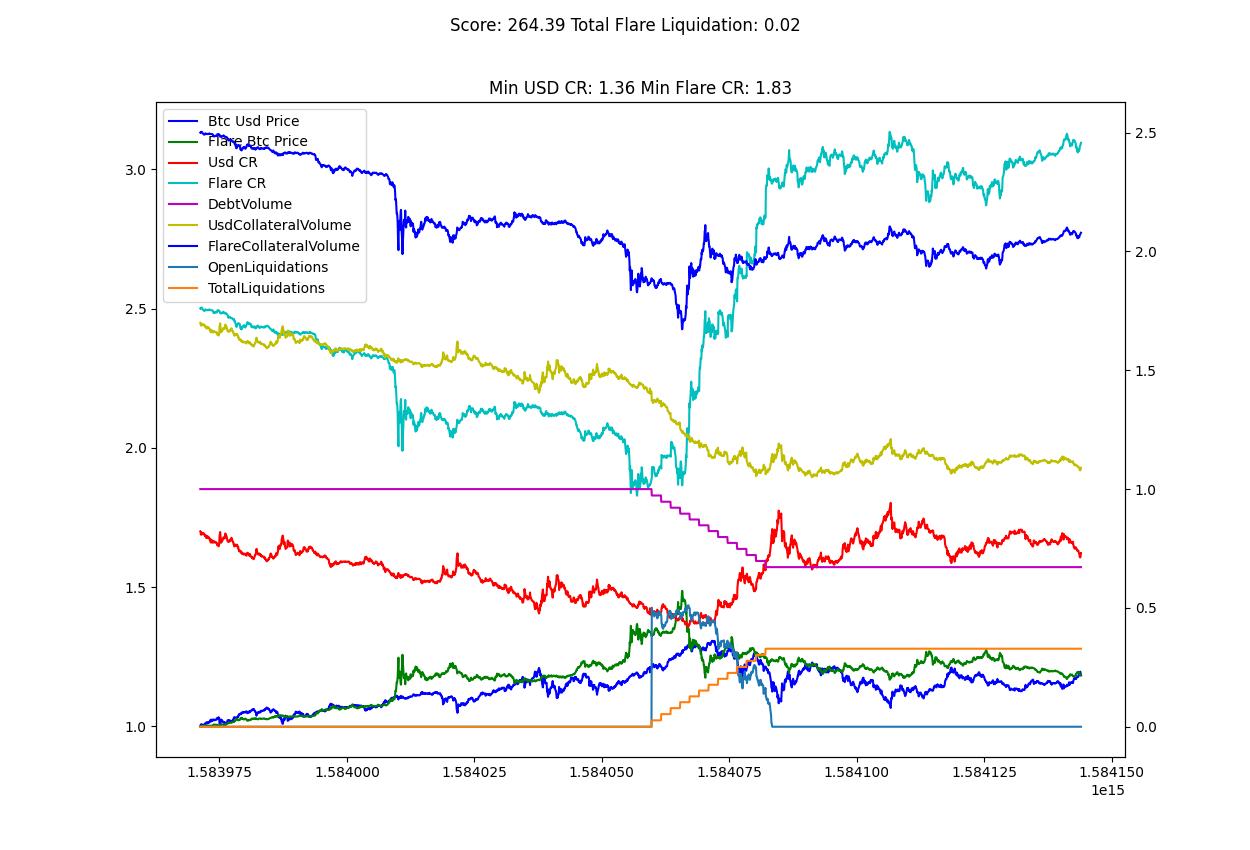 Score: 264.39 Total Flare Liquidation: 0.02
Min USD CR: 1.36 Min Flare CR: 1.83
Btc Usd Price
Flare Btc Price
Usd CR
Flare CR
DebtVolume
UsdCollateralVolume
FlareCollateralVolume
OpenLiquidations
TotalLiquidations
3.0
2.5
2.0
1.5
1.0
2.5
2.0
1.5
1.0
0.5
0.0
1.583975 1.584000 1.584025 1.584050 1.584075 1.584100 1.584125 1.584150
1e15